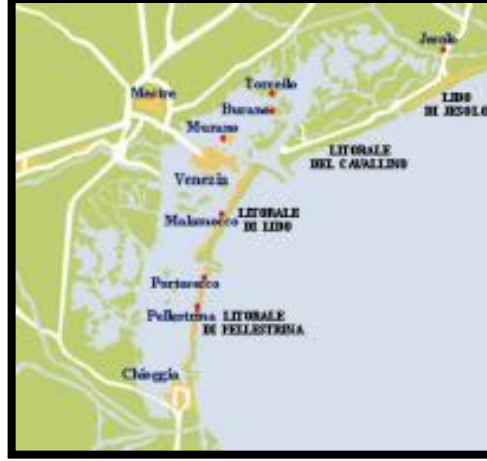 Jesolo
Torcello
Mestre
LIDO
DI JESOLO
Burano
Murano
LITORALE
DEL CAVALLINO
Venezia
Malamocco
LITORALE
DI LIDO
Portosecco
Pellestrina
LITORALE
DI PELLESTRINA
Chioggia